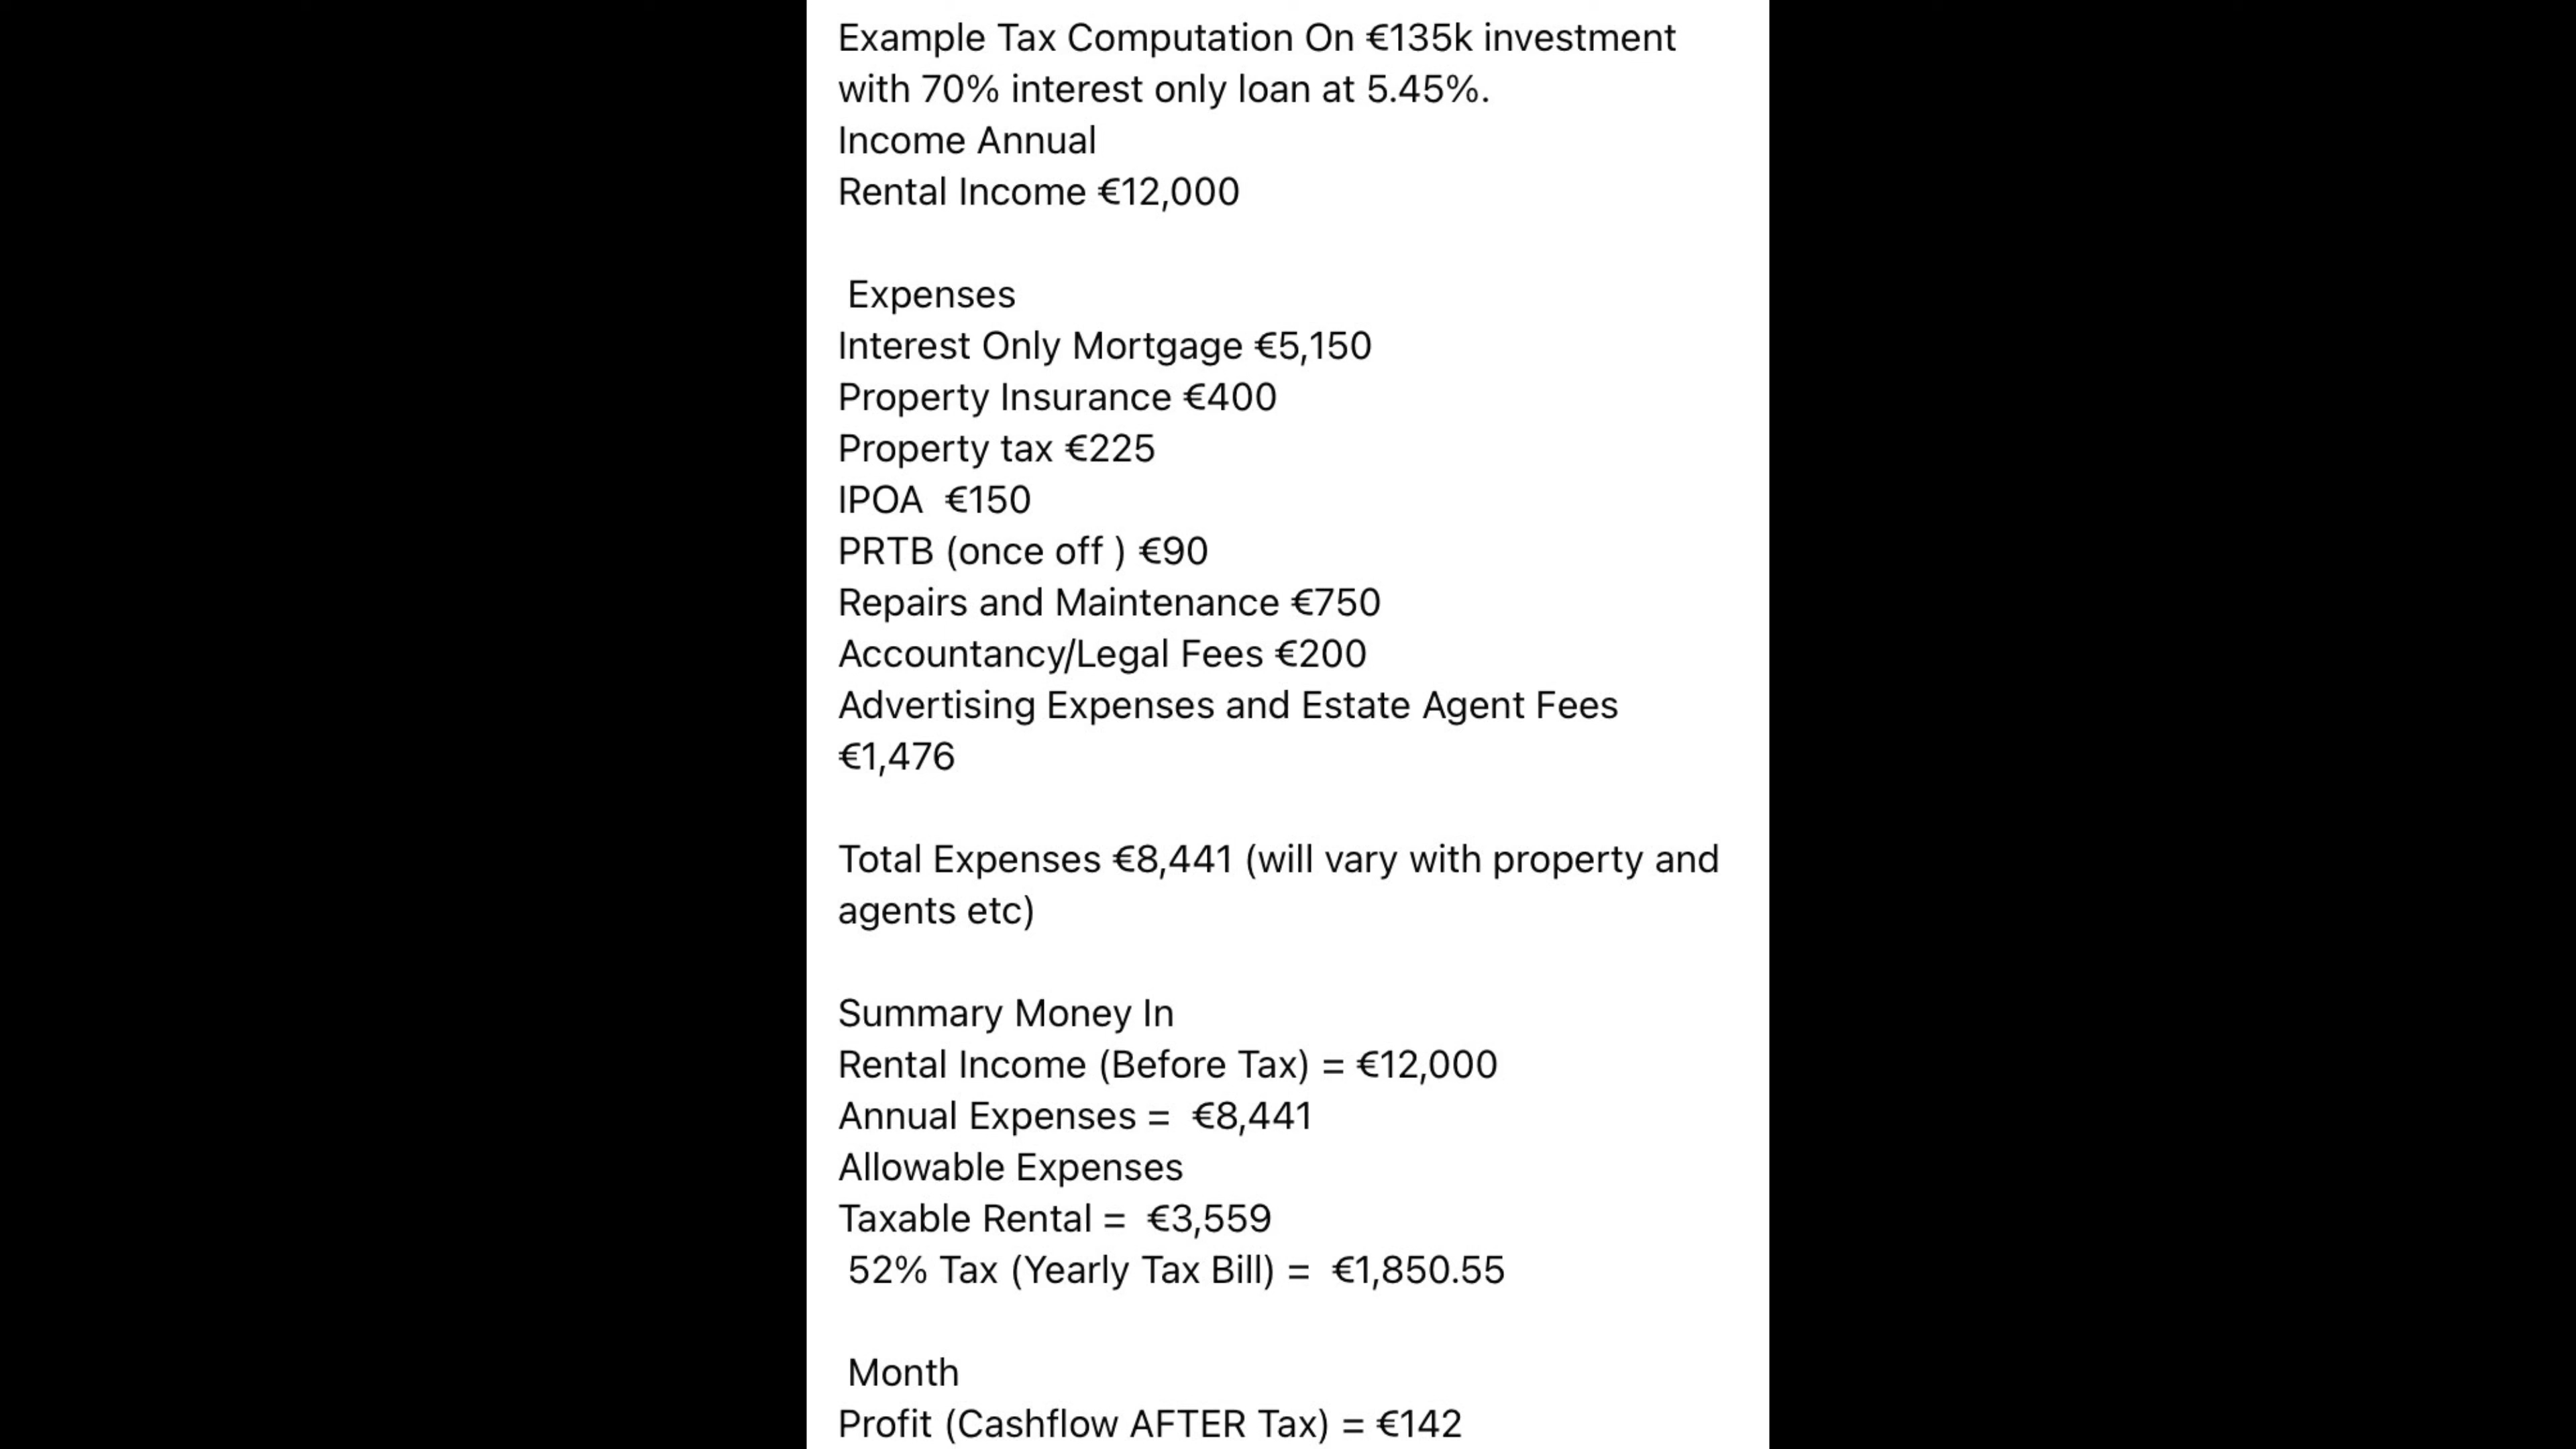 Example Tax Computation On €135k investment
with 70% interest only loan at 5.45%.
Income Annual
Rental Income €12,000
Expenses
Interest Only Mortgage €5,150
Property Insurance €400
Property tax €225
IPOA  €150
PRTB (once off ) €90
Repairs and Maintenance €750
Accountancy/Legal Fees €200
Advertising Expenses and Estate Agent Fees
€1,476
Total Expenses €8,441 (will vary with property and
agents etc)
Summary Money In
Rental Income (Before Tax) = €12,000
Annual Expenses =  €8,441
Allowable Expenses
Taxable Rental =  €3,559
52% Tax (Yearly Tax Bill) =  €1,850.55
Month
Profit (Cashflow AFTER Tax) = €142